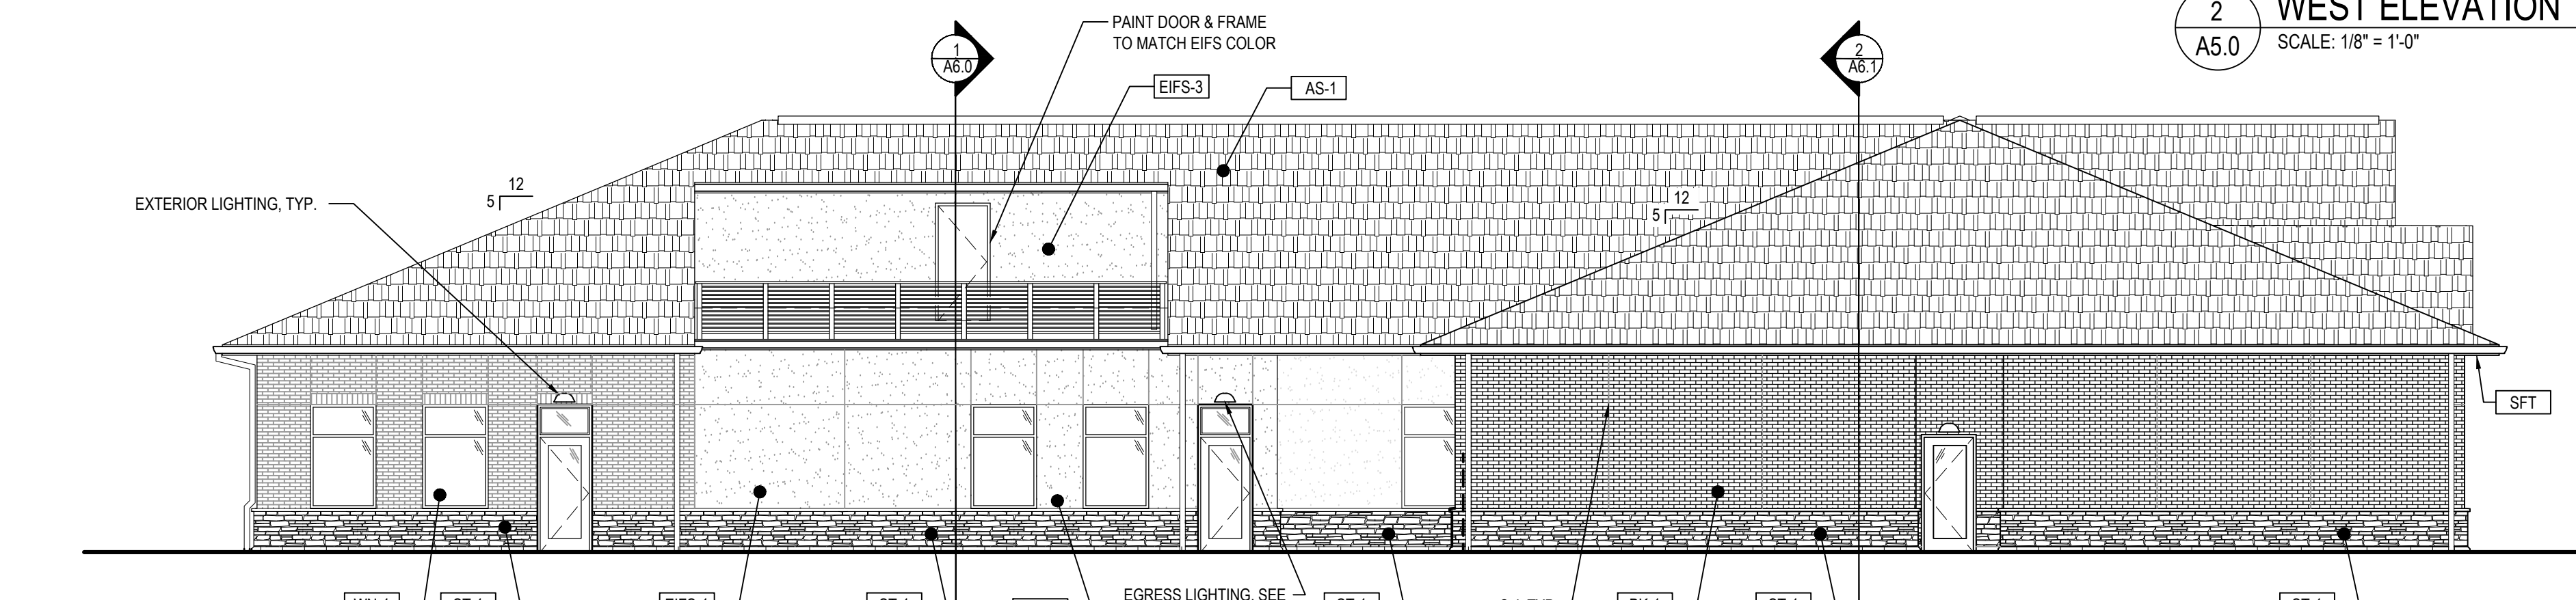 PAINT DOOR & FRAME
TO MATCH EIFS COLOR
2
WEST ELEVATION
A5.0
SCALE: 1/8" = 1'-0"
1
A6.0
2
A6.1
EIFS-3
AS-1
12
5
12
5
EXTERIOR LIGHTING, TYP.
SFT
EGRESS LIGHTING, SEE